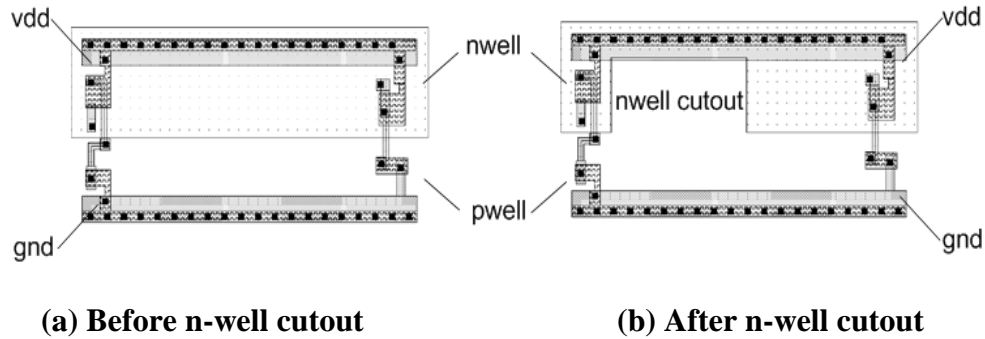 vdd
nwell
pwell
gnd
(a) Before n-well cutout
vdd
nwell cutout
gnd
(b) After n-well cutout